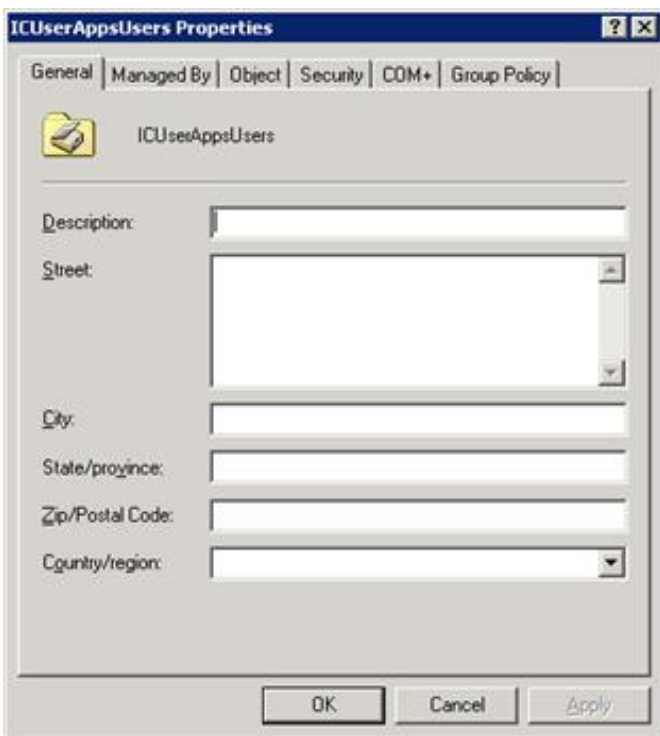 ICUserAppsUsers Properties
General Managed By Object Security COM+ Group Policy
ICUserAppsUsers
Description:
Street:
City:
State/province:
Zip/Postal Code:
Country/region:
OK Cancel Apply